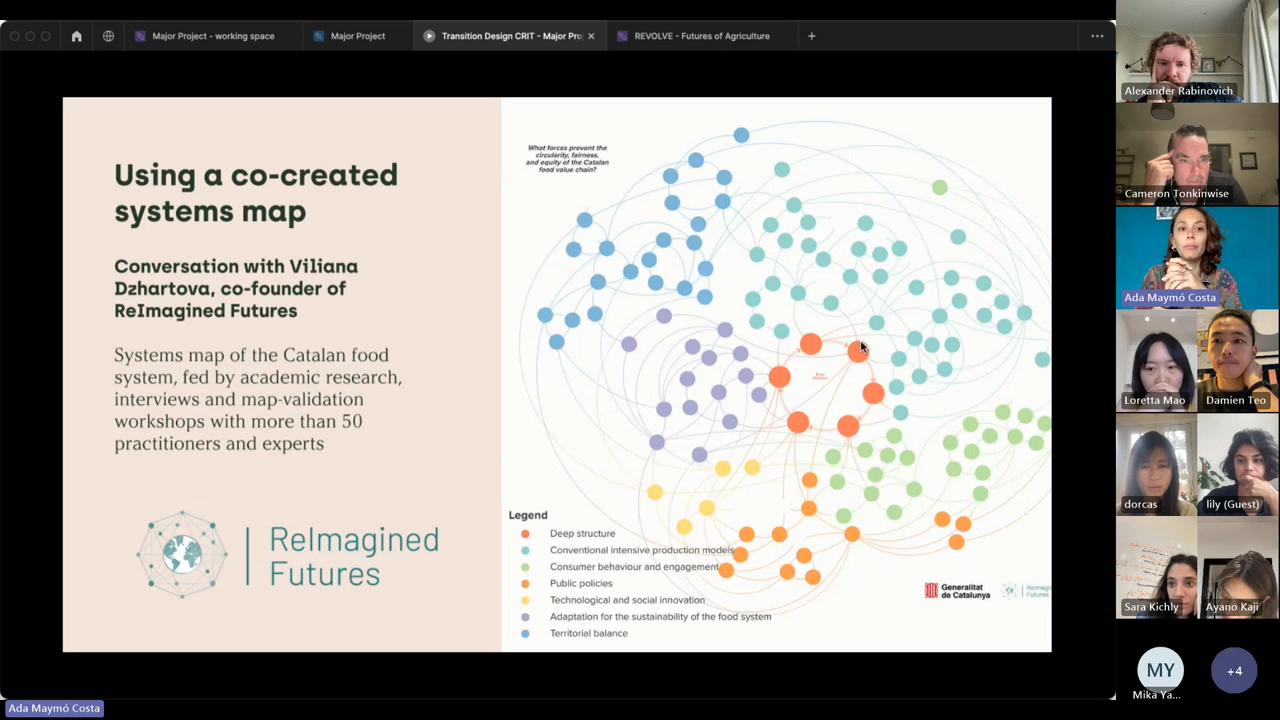 Major Project - working space
Major Project
Transition Design CRIT - Major Pro
REVOLVE - Futures of Agriculture
Using a co-created
systems map
Conversation with Viliana
Dzhartova, co-founder of
ReImagined Futures
Systems map of the Catalan food
system, fed by academic research,
interviews and map-validation
workshops with more than 50
practitioners and experts
ReImagined
Futures
What forces prevent the
circularity, fairness,
and equity of the Catalan
food value chain?
Legend
Deep structure
Conventional intensive production models
Consumer behaviour and engagement
Public policies
Technological and social innovation
Adaptation for the sustainability of the food system
Territorial balance
Generalitat
de Catalunya
Alexander Rabinovich
Cameron Tonkinwise
Ada Maymó Costa
Loretta Mao
Damien Teo
dorcas
lily (Guest)
Sara Kichly
Ayano Kaji
MY
Mika Ya...
+4
Ada Maymó Costa